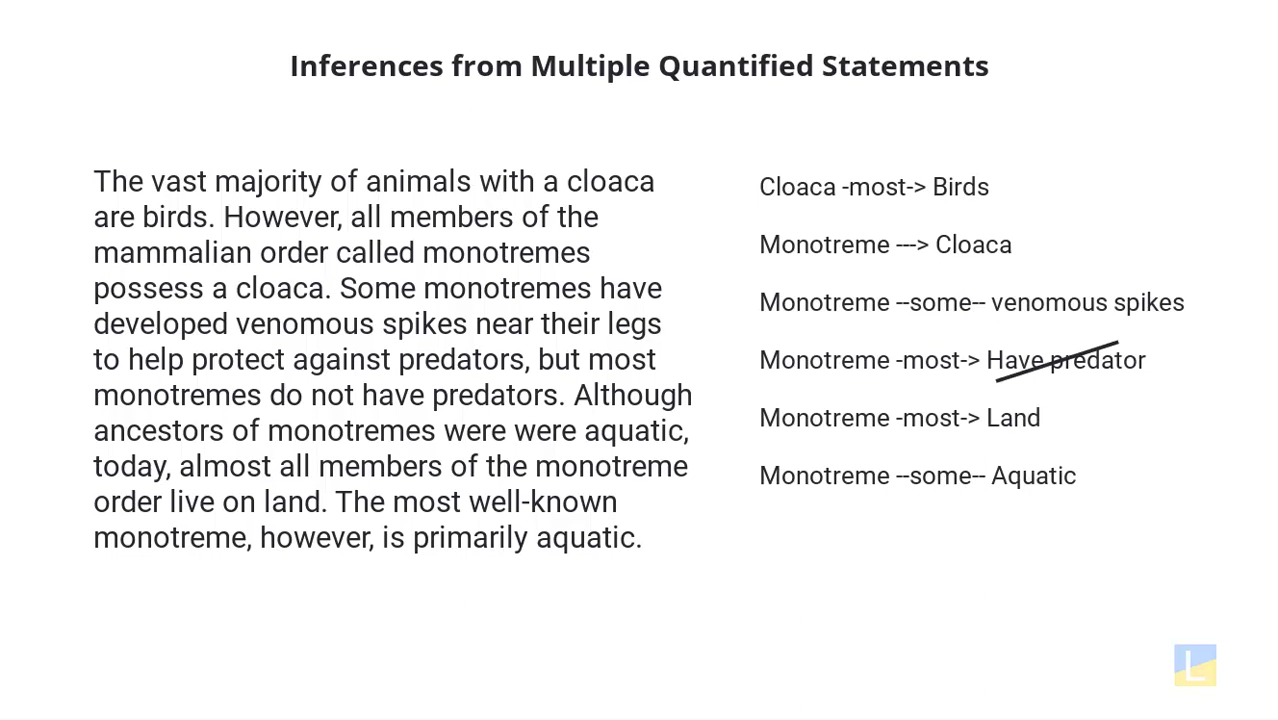 Inferences from Multiple Quantified Statements
The vast majority of animals with a cloaca
are birds. However, all members of the
mammalian order called monotremes
possess a cloaca. Some monotremes have
developed venomous spikes near their legs
to help protect against predators, but most
monotremes do not have predators. Although
ancestors of monotremes were were aquatic,
today, almost all members of the monotreme
order live on land. The most well-known
monotreme, however, is primarily aquatic.
Cloaca -most-> Birds
Monotreme ---> Cloaca
Monotreme --some-- venomous spikes
Monotreme -most-> Have predator
Monotreme -most-> Land
Monotreme --some-- Aquatic
L